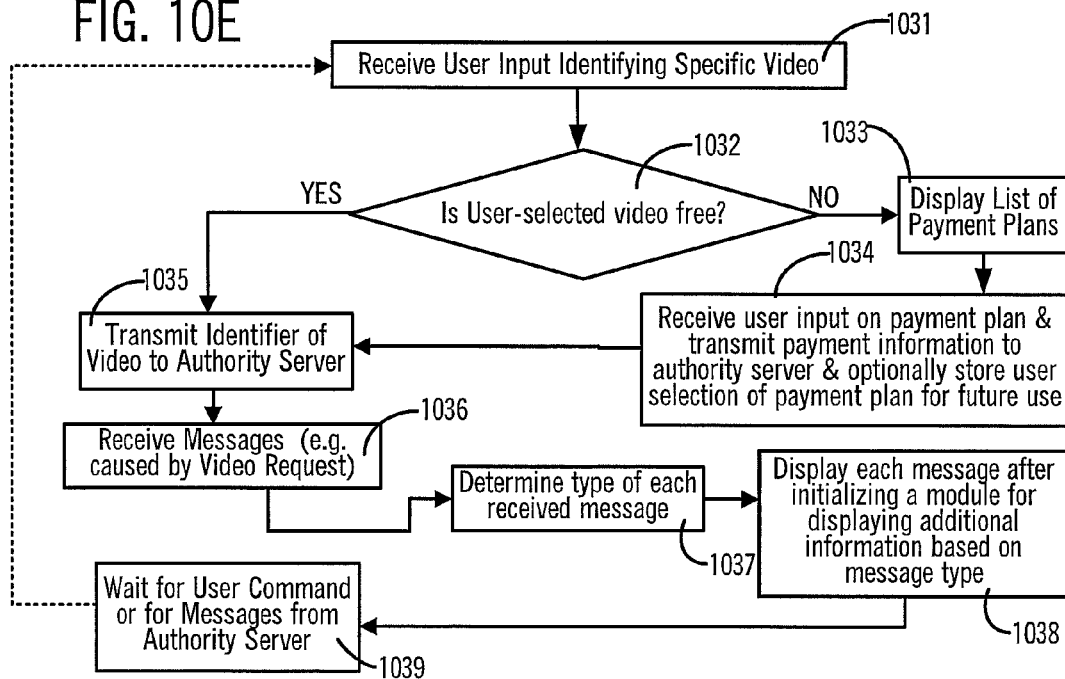 FIG. 10E
1031
Receive User Input Identifying Specific Video
1032
Is User-selected video free?
YES
NO
1033
Display List of
Payment Plans
1034
Receive user input on payment plan &
transmit payment information to
authority server & optionally store user
selection of payment plan for future use
1035
Transmit Identifier of
Video to Authority Server
1036
Receive Messages (e.g.
caused by Video Request)
Determine type of each
received message
1037
Display each message after
initializing a module for
displaying additional
information based on
message type
1038
Wait for User Command
or for Messages from
Authority Server
1039